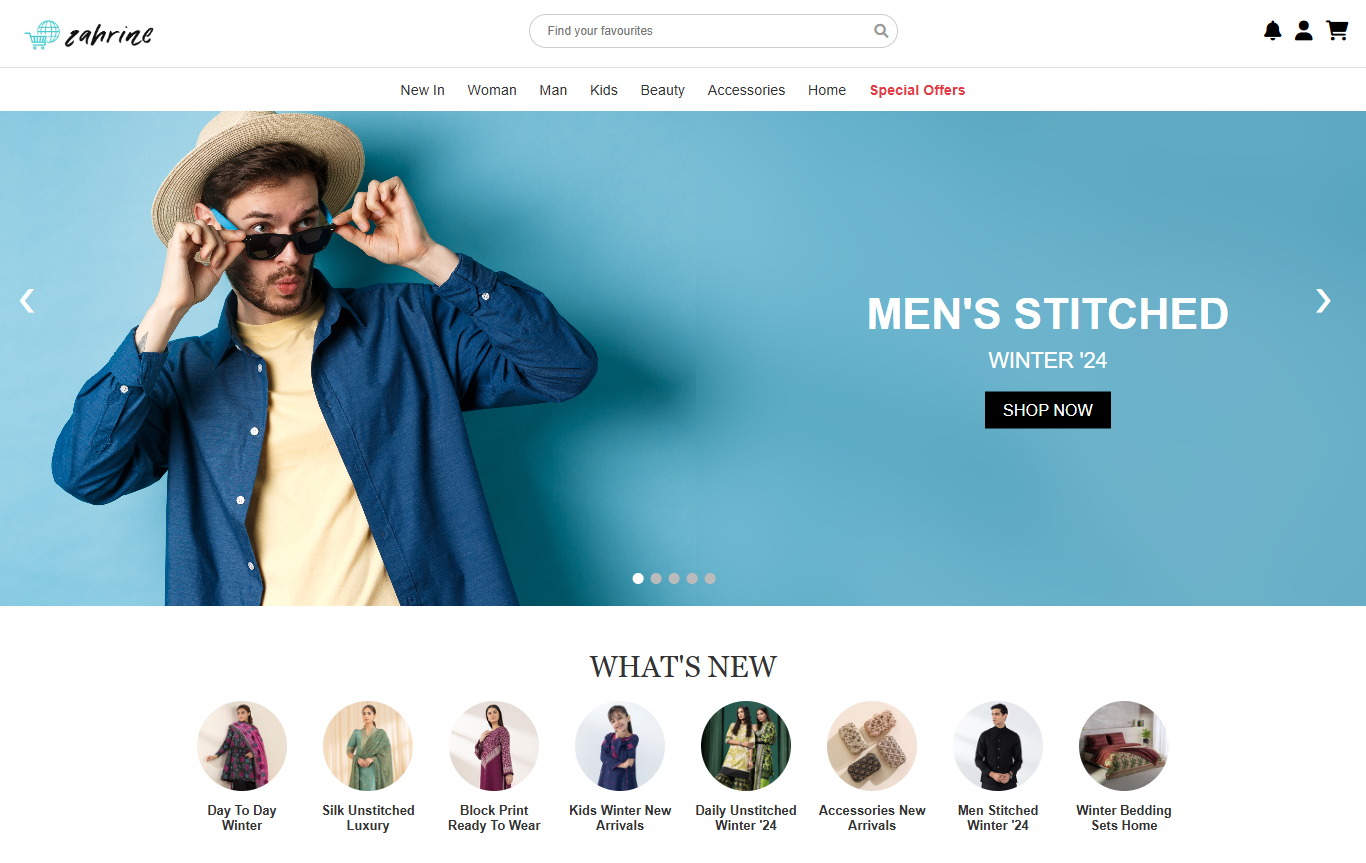 zahrine
Find your favourites
New In Woman Man Kids Beauty Accessories Home Special Offers
MEN'S STITCHED
WINTER '24
SHOP NOW
WHAT'S NEW
Day To Day
Winter
Silk Unstitched
Luxury
Block Print
Ready To Wear
Kids Winter New
Arrivals
Daily Unstitched
Winter '24
Accessories New
Arrivals
Men Stitched
Winter '24
Winter Bedding
Sets Home